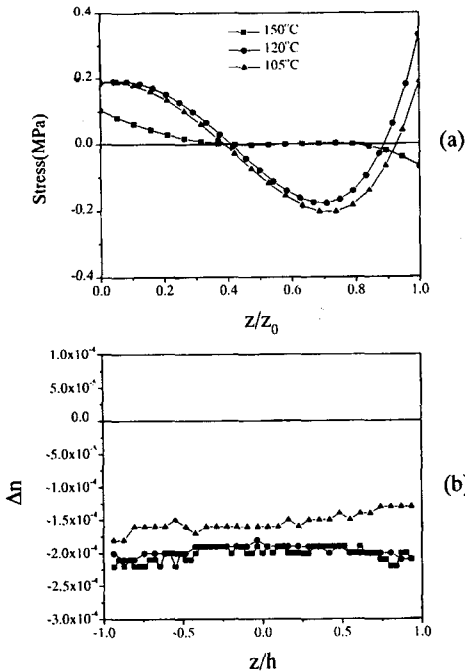 0.4
150°C
120°C
105°C
0.2
0.0
-0.2
-0.4
Stress(MPa)
(a)
0.0 0.2 0.4 0.6 0.8 1.0
z/z₀
1.0x10⁻⁴
5.0x10⁻⁵
0.0
-5.0x10⁻⁵
-1.0x10⁻⁴
-1.5x10⁻⁴
-2.0x10⁻⁴
-2.5x10⁻⁴
-3.0x10⁻⁴
Δn
(b)
-1.0 -0.5 0.0 0.5 1.0
z/h